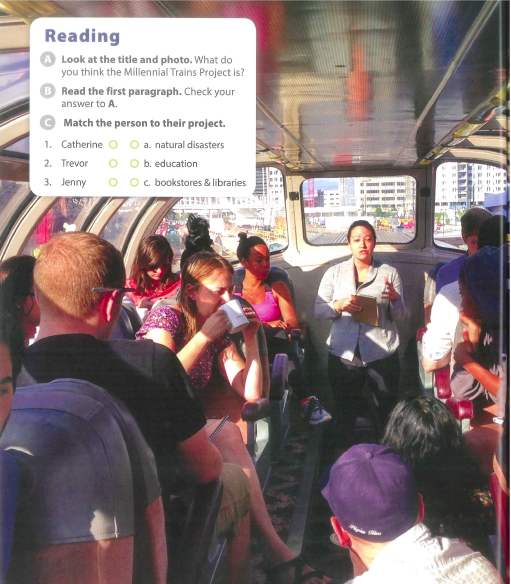 Reading
A Look at the title and photo. What do
you think the Millennial Trains Project is?
B Read the first paragraph. Check your
answer to A.
C Match the person to their project.
1. Catherine a. natural disasters
2. Trevor b. education
3. Jenny c. bookstores & libraries